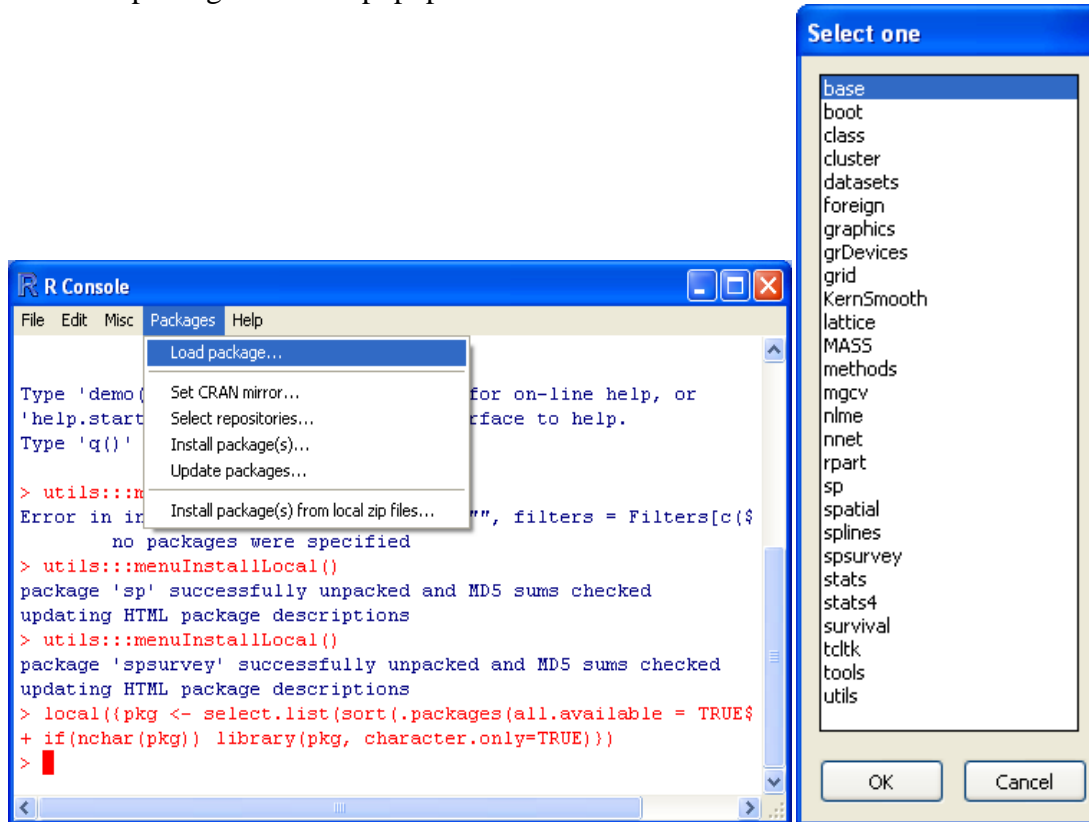 Select one
base
boot
class
cluster
datasets
foreign
graphics
grDevices
grid
KernSmooth
lattice
MASS
methods
mgcv
nlme
nnet
rpart
sp
spatial
splines
spsurvey
stats
stats4
survival
tcltk
tools
utils
OK Cancel
R R Console
File Edit Misc Packages Help
Load package...
Set CRAN mirror...
Select repositories...
Install package(s)...
Update packages...
Install package(s) from local zip files...
Type 'demo( for on-line help, or
'help.start rface to help.
Type 'q()'
> utils:::m
Error in in "", filters = Filters[c($
no packages were specified
> utils:::menuInstallLocal()
package 'sp' successfully unpacked and MD5 sums checked
updating HTML package descriptions
> utils:::menuInstallLocal()
package 'spsurvey' successfully unpacked and MD5 sums checked
updating HTML package descriptions
> local({pkg <- select.list(sort(.packages(all.available = TRUE$
+ if(nchar(pkg)) library(pkg, character.only=TRUE)})
>